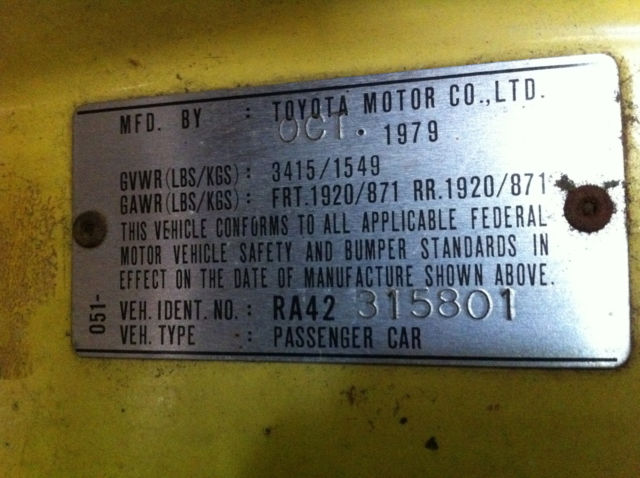 MFD. BY : TOYOTA MOTOR CO.,LTD.
OCT. 1979
GVWR(LBS/KGS): 3415/1549
GAWR(LBS/KGS): FRT.1920/871 RR.1920/871
THIS VEHICLE CONFORMS TO ALL APPLICABLE FEDERAL
MOTOR VEHICLE SAFETY AND BUMPER STANDARDS IN
EFFECT ON THE DATE OF MANUFACTURE SHOWN ABOVE.
VEH. IDENT. NO.: RA42 315801
VEH. TYPE : PASSENGER CAR
051-